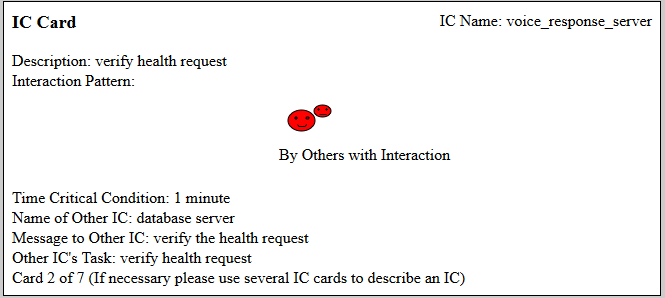 IC Card
IC Name: voice_response_server
Description: verify health request
Interaction Pattern:
By Others with Interaction
Time Critical Condition: 1 minute
Name of Other IC: database server
Message to Other IC: verify the health request
Other IC's Task: verify health request
Card 2 of 7 (If necessary please use several IC cards to describe an IC)